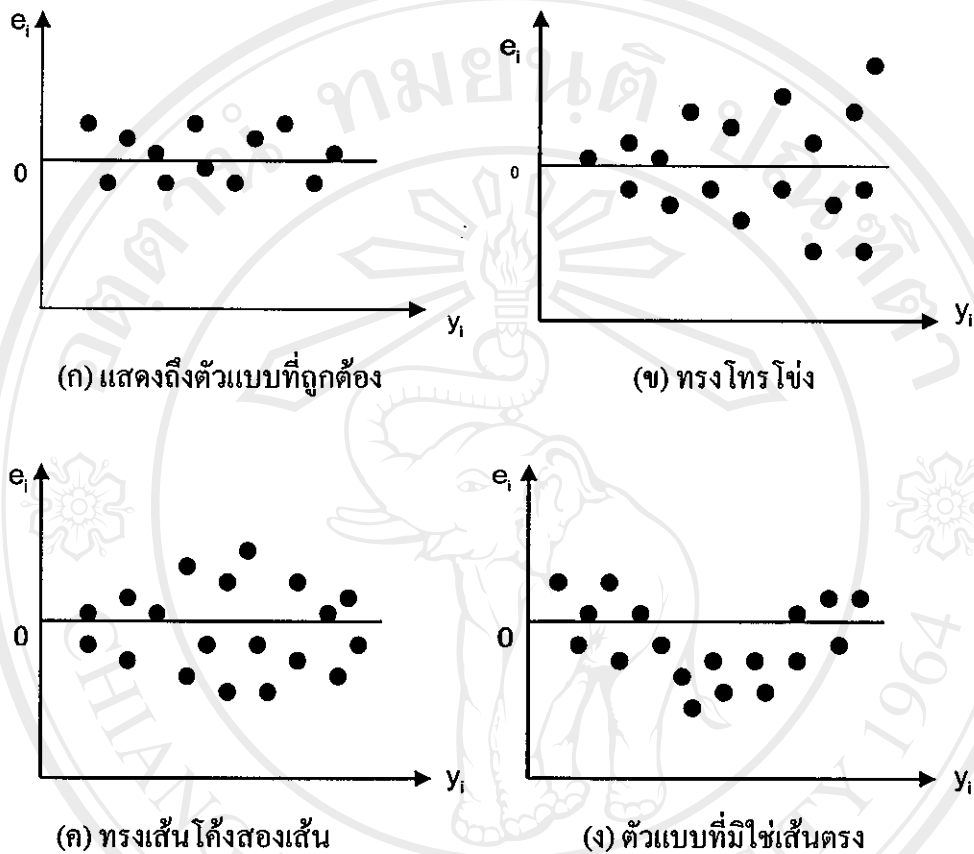 eᵢ
0
yᵢ
(ก) แสดงถึงตัวแบบที่ถูกต้อง
eᵢ
0
yᵢ
(ข) ทรงโทรโข่ง
eᵢ
0
yᵢ
(ค) ทรงเส้นโค้งสองเส้น
eᵢ
0
yᵢ
(ง) ตัวแบบที่มิใช่เส้นตรง
1964